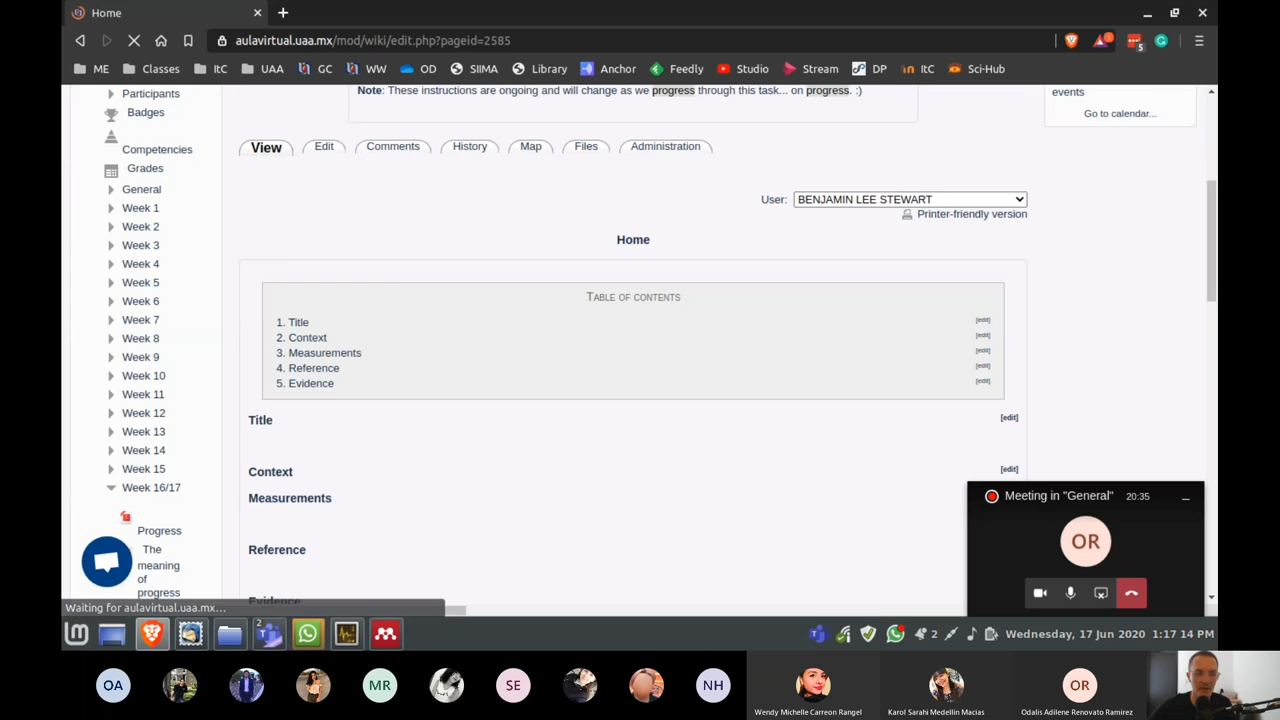 Home
aulavirtual.uaa.mx/mod/wiki/edit.php?pageid=2585
1
5
ME Classes ItC UAA GC WW OD SIIMA Library Anchor Feedly Studio Stream DP ItC Sci-Hub
Participants
Badges
Competencies
Grades
General
Week 1
Week 2
Week 3
Week 4
Week 5
Week 6
Week 7
Week 8
Week 9
Week 10
Week 11
Week 12
Week 13
Week 14
Week 15
Week 16/17
Progress
The
meaning
of
progress
Note: These instructions are ongoing and will change as we progress through this task... on progress. :)
View Edit Comments History Map Files Administration
User: BENJAMIN LEE STEWART
Printer-friendly version
Home
Table of contents
1. Title [edit]
2. Context [edit]
3. Measurements [edit]
4. Reference [edit]
5. Evidence [edit]
Title [edit]
Context [edit]
Measurements
Reference
Evidence
events
Go to calendar...
Meeting in "General" 20:35
OR
Waiting for aulavirtual.uaa.mx...
2
2 Wednesday, 17 Jun 2020 1:17:14 PM
OA MR SE NH OR
Wendy Michelle Carreon Rangel Karol Sarahi Medellin Macias Odalis Adilene Renovato Ramirez